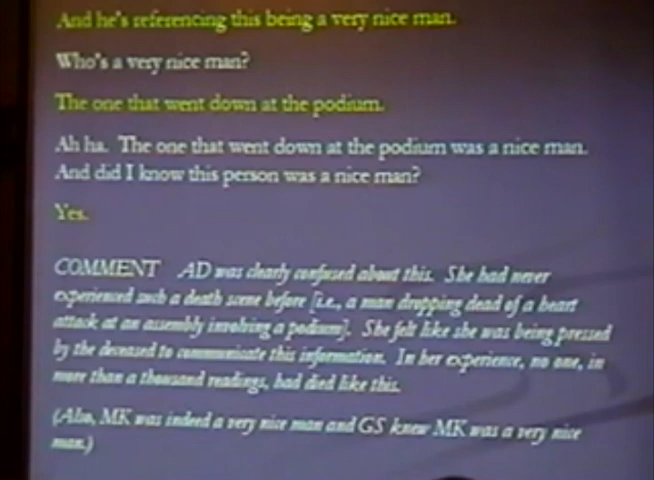 And he's referencing this being a very nice man.
Who's a very nice man?
The one that went down at the podium.
Ah ha. The one that went down at the podium was a nice man.
And did I know this person was a nice man?
Yes.
COMMENT AD was clearly confused about this. She had never
experienced such a death scene before [i.e., a man dropping dead of a heart
attack at an assembly involving a podium]. She felt like she was being pressed
by the deceased to communicate this information. In her experience, no one, in
more than a thousand readings, had died like this.
(Also, MK was indeed a very nice man and GS knew MK was a very nice
man.)